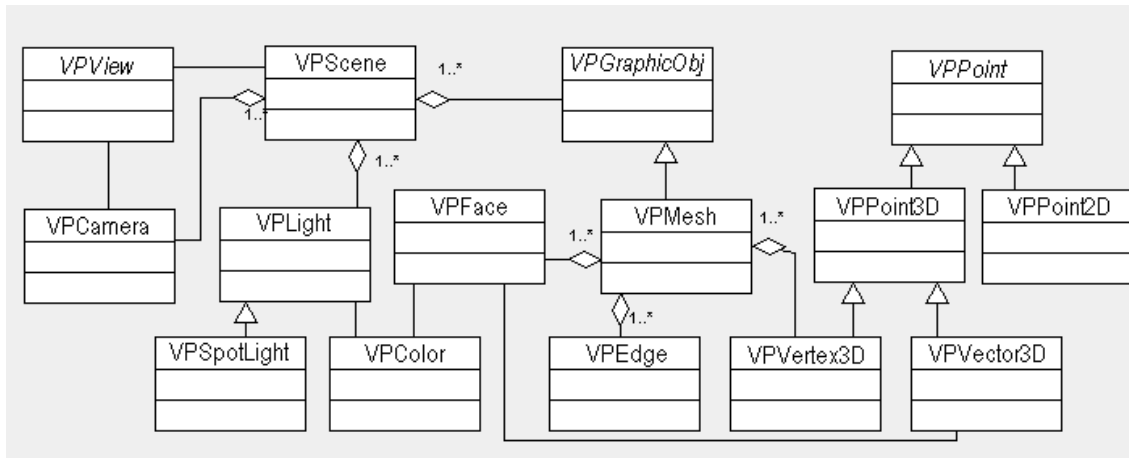 VPView
VPScene
1..*
VPGraphicObj
VPPoint
1..*
1..*
VPCamera
VPLight
VPFace
VPMesh
1..*
1..*
VPPoint3D
VPPoint2D
1..*
VPSpotLight
VPColor
VPEdge
VPVertex3D
VPVector3D